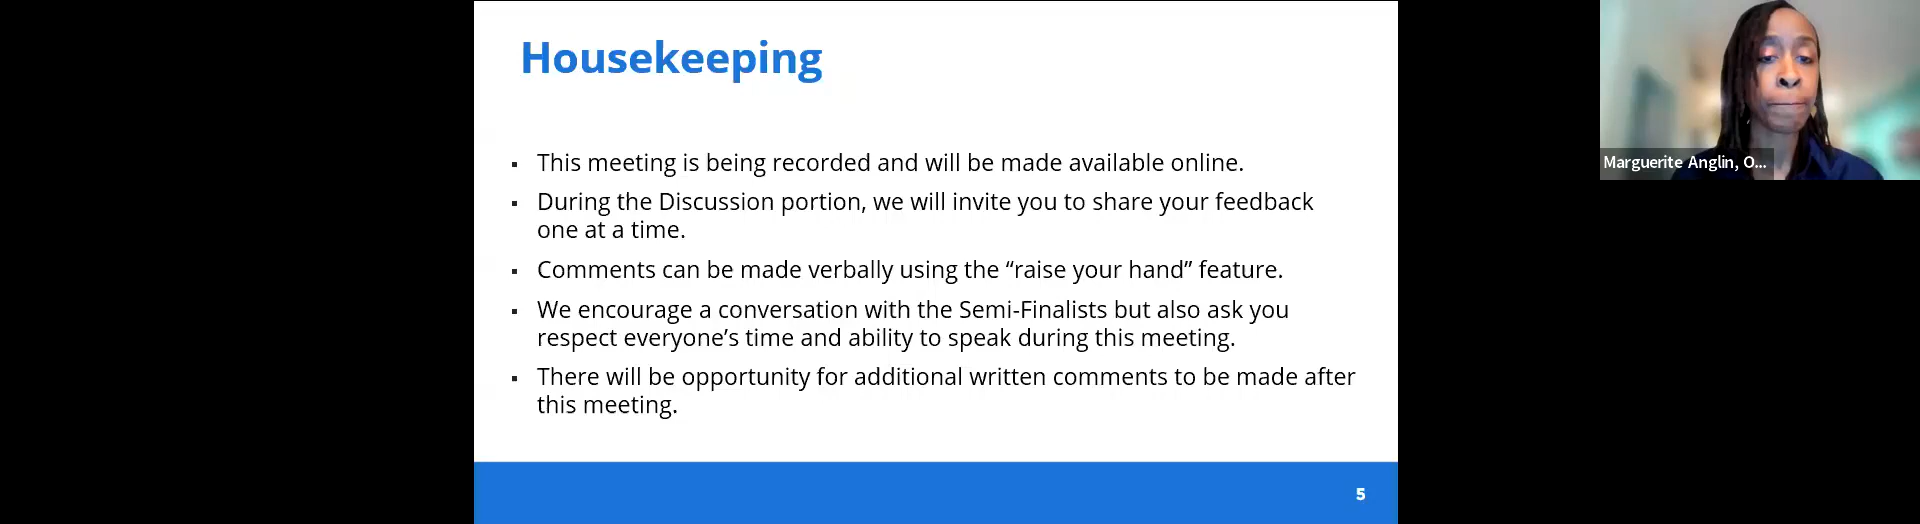 Housekeeping
▪ This meeting is being recorded and will be made available online.
▪ During the Discussion portion, we will invite you to share your feedback
one at a time.
▪ Comments can be made verbally using the “raise your hand” feature.
▪ We encourage a conversation with the Semi-Finalists but also ask you
respect everyone’s time and ability to speak during this meeting.
▪ There will be opportunity for additional written comments to be made after
this meeting.
5
Marguerite Anglin, O...